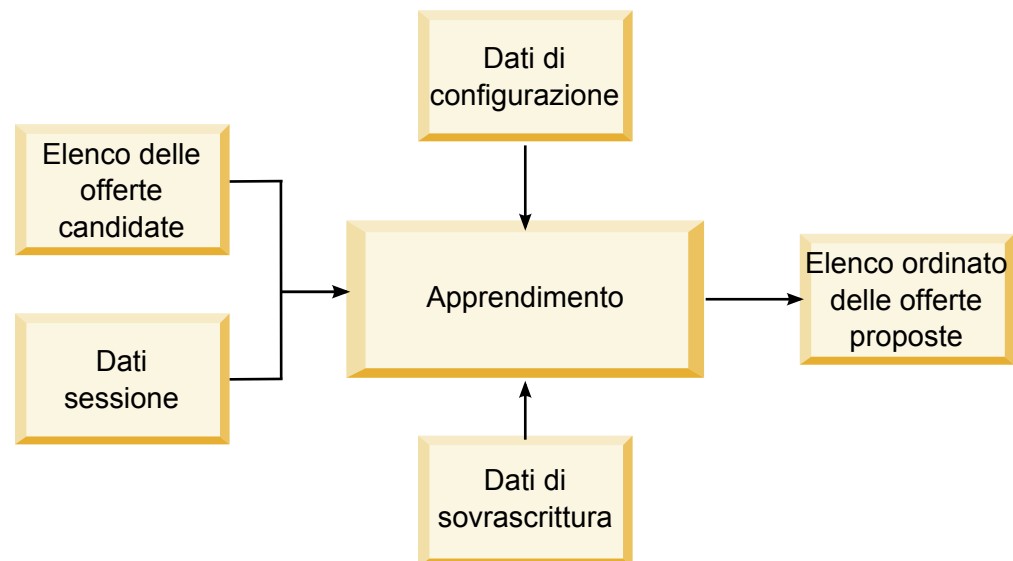 Dati di
configurazione
Elenco delle
offerte
candidate
Apprendimento
Elenco ordinato
delle offerte
proposte
Dati
sessione
Dati di
sovrascrittura